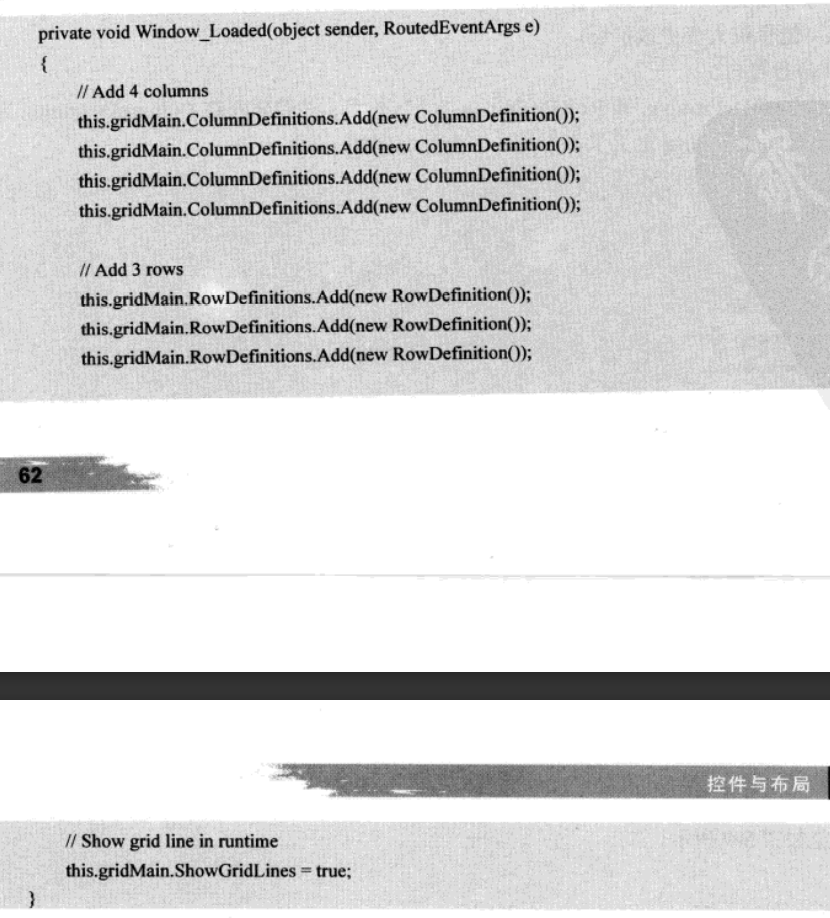 private void Window_Loaded(object sender, RoutedEventArgs e)
{
// Add 4 columns
this.gridMain.ColumnDefinitions.Add(new ColumnDefinition());
this.gridMain.ColumnDefinitions.Add(new ColumnDefinition());
this.gridMain.ColumnDefinitions.Add(new ColumnDefinition());
this.gridMain.ColumnDefinitions.Add(new ColumnDefinition());
// Add 3 rows
this.gridMain.RowDefinitions.Add(new RowDefinition());
this.gridMain.RowDefinitions.Add(new RowDefinition());
this.gridMain.RowDefinitions.Add(new RowDefinition());
62
控件与布局
// Show grid line in runtime
this.gridMain.ShowGridLines = true;
}